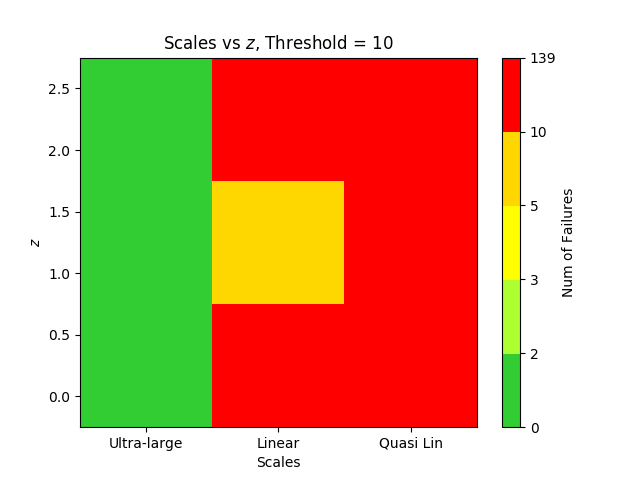 Scales vs z, Threshold = 10
2.5
2.0
1.5
1.0
0.5
0.0
z
Ultra-large
Linear
Quasi Lin
Scales
139
10
5
3
2
0
Num of Failures